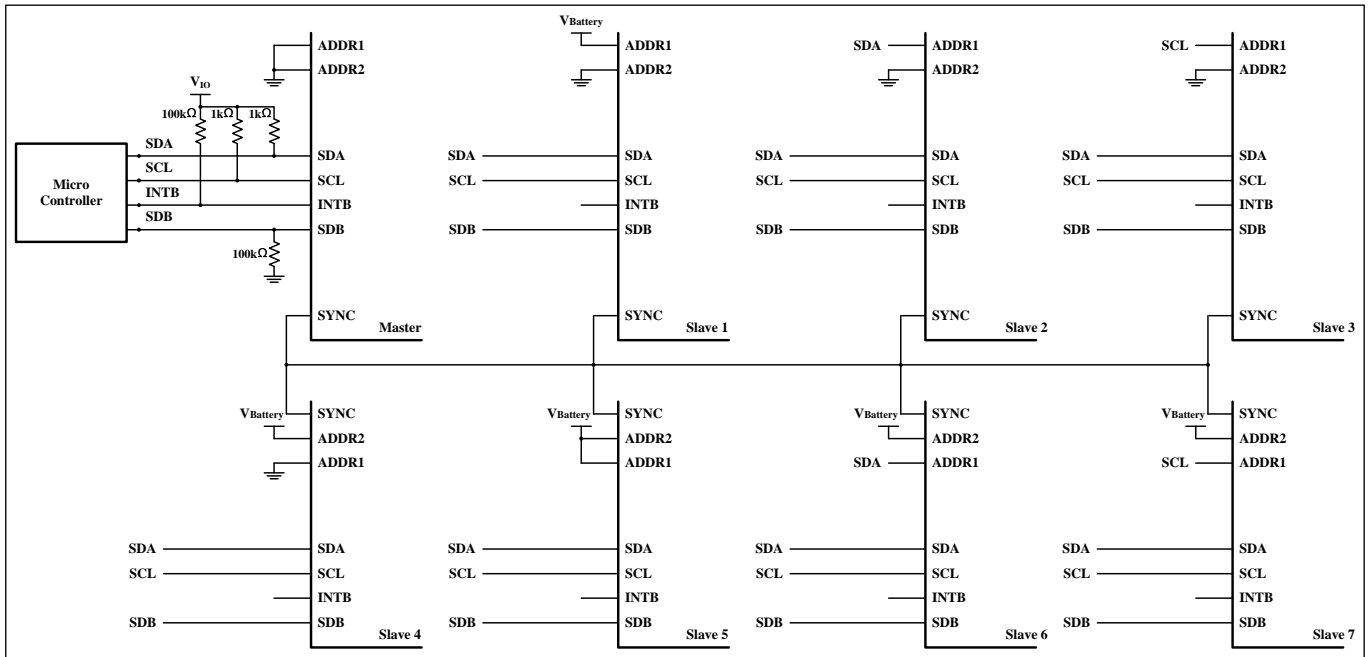 ADDR1
ADDR2
VIO
100kΩ 1kΩ 1kΩ
Micro
Controller
SDA
SCL
INTB
SDB
100kΩ
SDA
SCL
INTB
SDB
SYNC
Master
VBattery
ADDR1
ADDR2
SDA SDA
SCL SCL
INTB
SDB SDB
SYNC
Slave 1
SDA ADDR1
ADDR2
SDA SDA
SCL SCL
INTB
SDB SDB
SYNC
Slave 2
SCL ADDR1
ADDR2
SDA SDA
SCL SCL
INTB
SDB SDB
SYNC
Slave 3
SYNC
VBattery
ADDR2
ADDR1
SDA SDA
SCL SCL
INTB
SDB SDB
Slave 4
SYNC
VBattery
ADDR2
ADDR1
SDA SDA
SCL SCL
INTB
SDB SDB
Slave 5
SYNC
VBattery
ADDR2
SDA ADDR1
SDA SDA
SCL SCL
INTB
SDB SDB
Slave 6
SYNC
VBattery
ADDR2
SCL ADDR1
SDA SDA
SCL SCL
INTB
SDB SDB
Slave 7